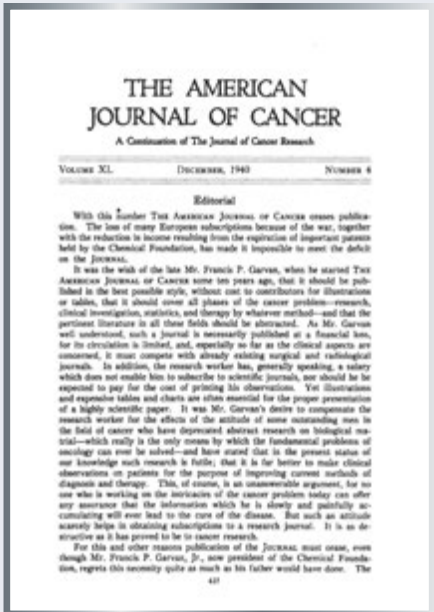 THE AMERICAN
JOURNAL OF CANCER
A Continuation of The Journal of Cancer Research
VOLUME XL DECEMBER, 1940 NUMBER 4
Editorial
With this number THE AMERICAN JOURNAL OF CANCER ceases publica-
tion. The loss of many European subscriptions because of the war, together
with the reduction in income resulting from the expiration of important patents
held by the Chemical Foundation, has made it impossible to meet the deficit
on the JOURNAL.
It was the wish of the late Mr. Francis P. Garvan, when he started THE
AMERICAN JOURNAL OF CANCER some ten years ago, that it should be pub-
lished in the best possible style, without cost to contributors for illustrations
or tables, that it should cover all phases of the cancer problem—research,
clinical investigation, statistics, and therapy by whatever method—and that the
pertinent literature in all these fields should be abstracted. As Mr. Garvan
well understood, such a journal is necessarily published at a financial loss,
for its circulation is limited, and, especially so far as the clinical aspects are
concerned, it must compete with already existing surgical and radiological
journals. In addition, the research worker has, generally speaking, a salary
which does not enable him to subscribe to scientific journals, nor should he be
expected to pay for the cost of printing his observations. Yet illustrations
and expensive tables and charts are often essential for the proper presentation
of a highly scientific paper. It was Mr. Garvan's desire to compensate the
research worker for the effects of the attitude of some outstanding men in
the field of cancer who have deprecated abstract research on biological ma-
trial—which really is the only means by which the fundamental problems of
oncology can ever be solved—and have stated that in the present status of
our knowledge such research is futile; that it is far better to make clinical
observations on patients for the purpose of improving current methods of
diagnosis and therapy. This, of course, is an unanswerable argument, for no
one who is working on the intricacies of the cancer problem today can offer
any assurance that the information which he is slowly and painfully ac-
cumulating will ever lead to the cure of the disease. But such an attitude
scarcely helps in obtaining subscriptions to a research journal. It is as de-
structive as it has proved to be to cancer research.
For this and other reasons publication of the JOURNAL must cease, even
though Mr. Francis P. Garvan, Jr., now president of the Chemical Founda-
tion, regrets this necessity quite as much as his father would have done. The